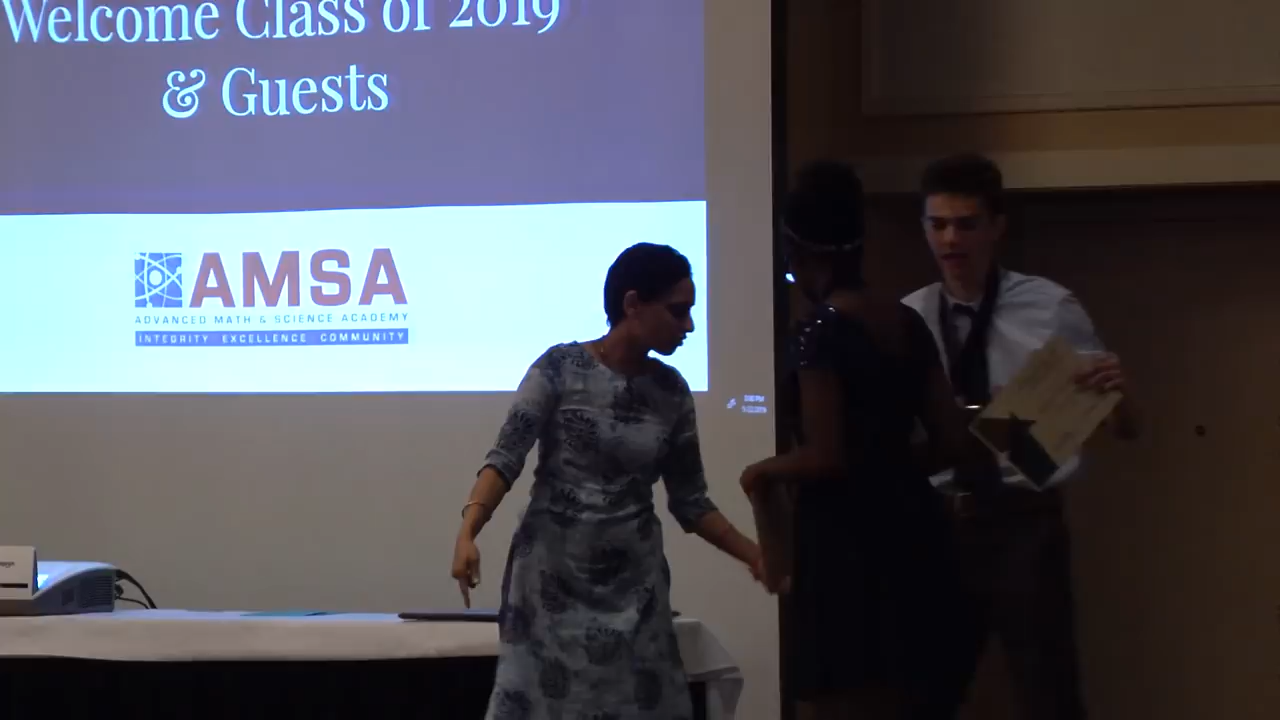 Welcome Class of 2019
& Guests
AMSA
ADVANCED MATH & SCIENCE ACADEMY
INTEGRITY EXCELLENCE COMMUNITY